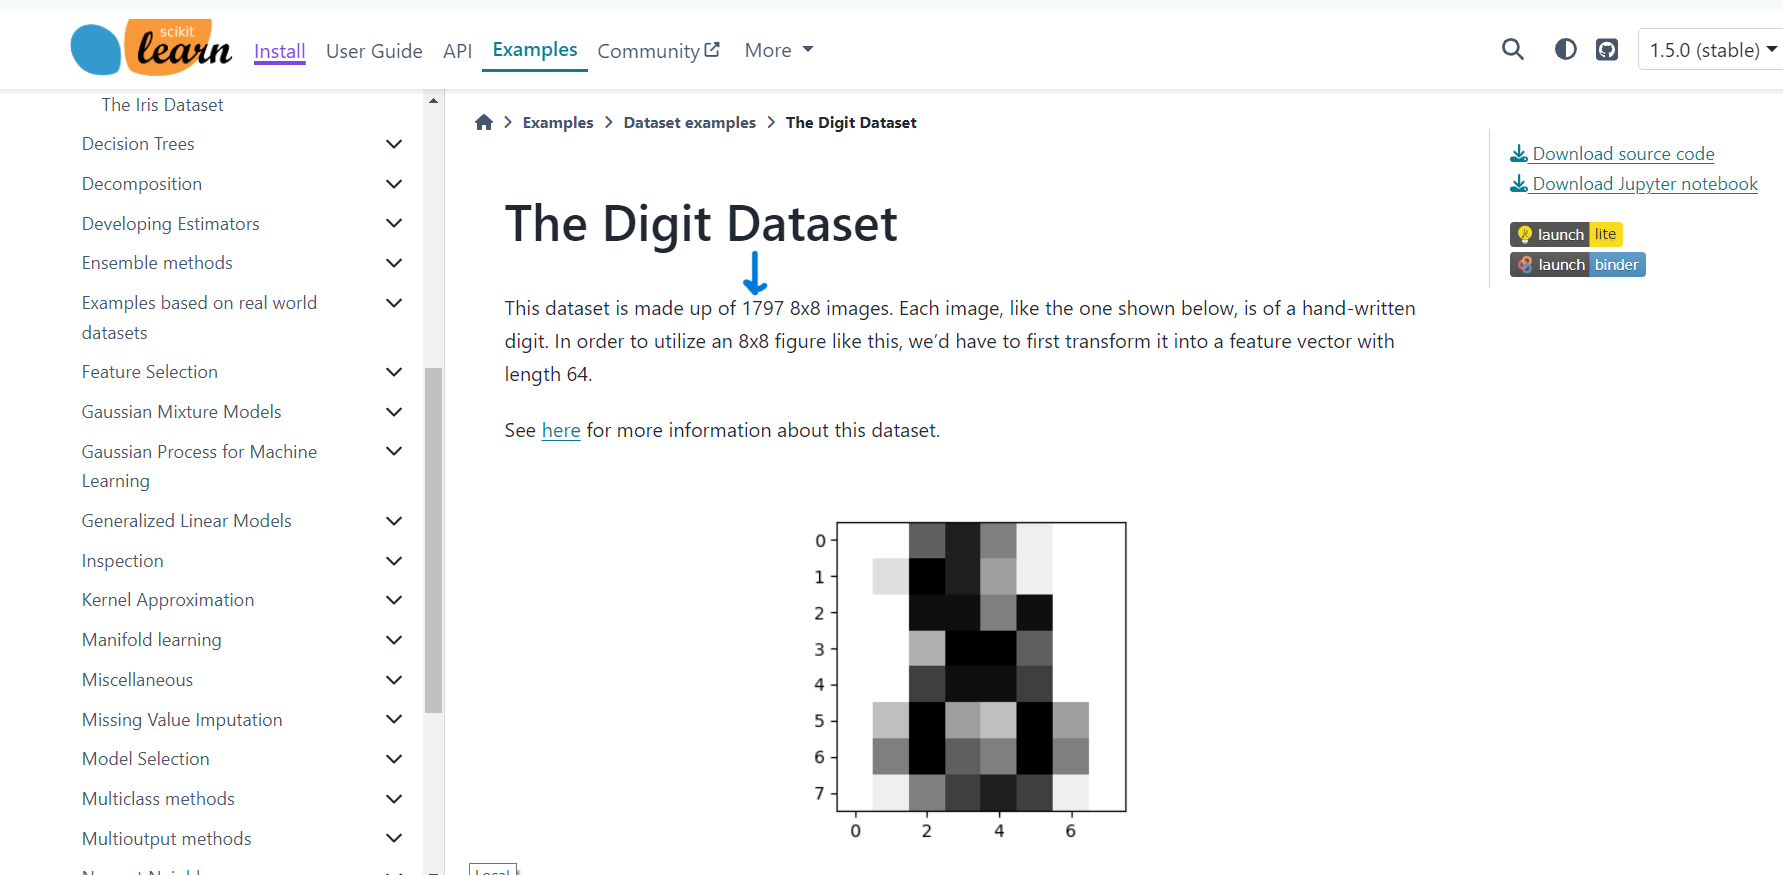 scikit
learn
Install User Guide API Examples Community More
1.5.0 (stable)
The Iris Dataset
Decision Trees
Decomposition
Developing Estimators
Ensemble methods
Examples based on real world
datasets
Feature Selection
Gaussian Mixture Models
Gaussian Process for Machine
Learning
Generalized Linear Models
Inspection
Kernel Approximation
Manifold learning
Miscellaneous
Missing Value Imputation
Model Selection
Multiclass methods
Multioutput methods
Examples > Dataset examples > The Digit Dataset
The Digit Dataset
This dataset is made up of 1797 8x8 images. Each image, like the one shown below, is of a hand-written
digit. In order to utilize an 8x8 figure like this, we’d have to first transform it into a feature vector with
length 64.
See here for more information about this dataset.
0
1
2
3
4
5
6
7
0 2 4 6
Download source code
Download Jupyter notebook
launch lite
launch binder